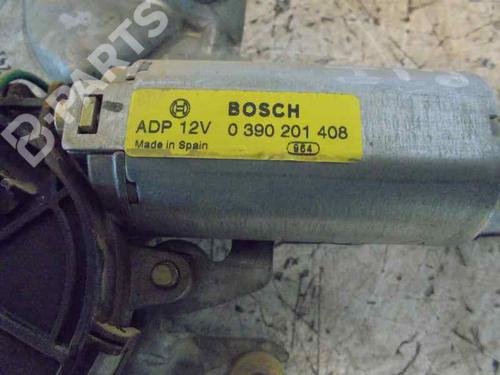 B-PARTS
BOSCH
ADP 12V 0 390 201 408
Made in Spain 964